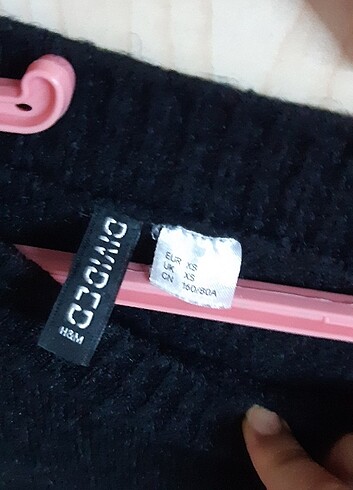 DIVIDED
H&M
EUR XS
UK XS
CN 160/80A